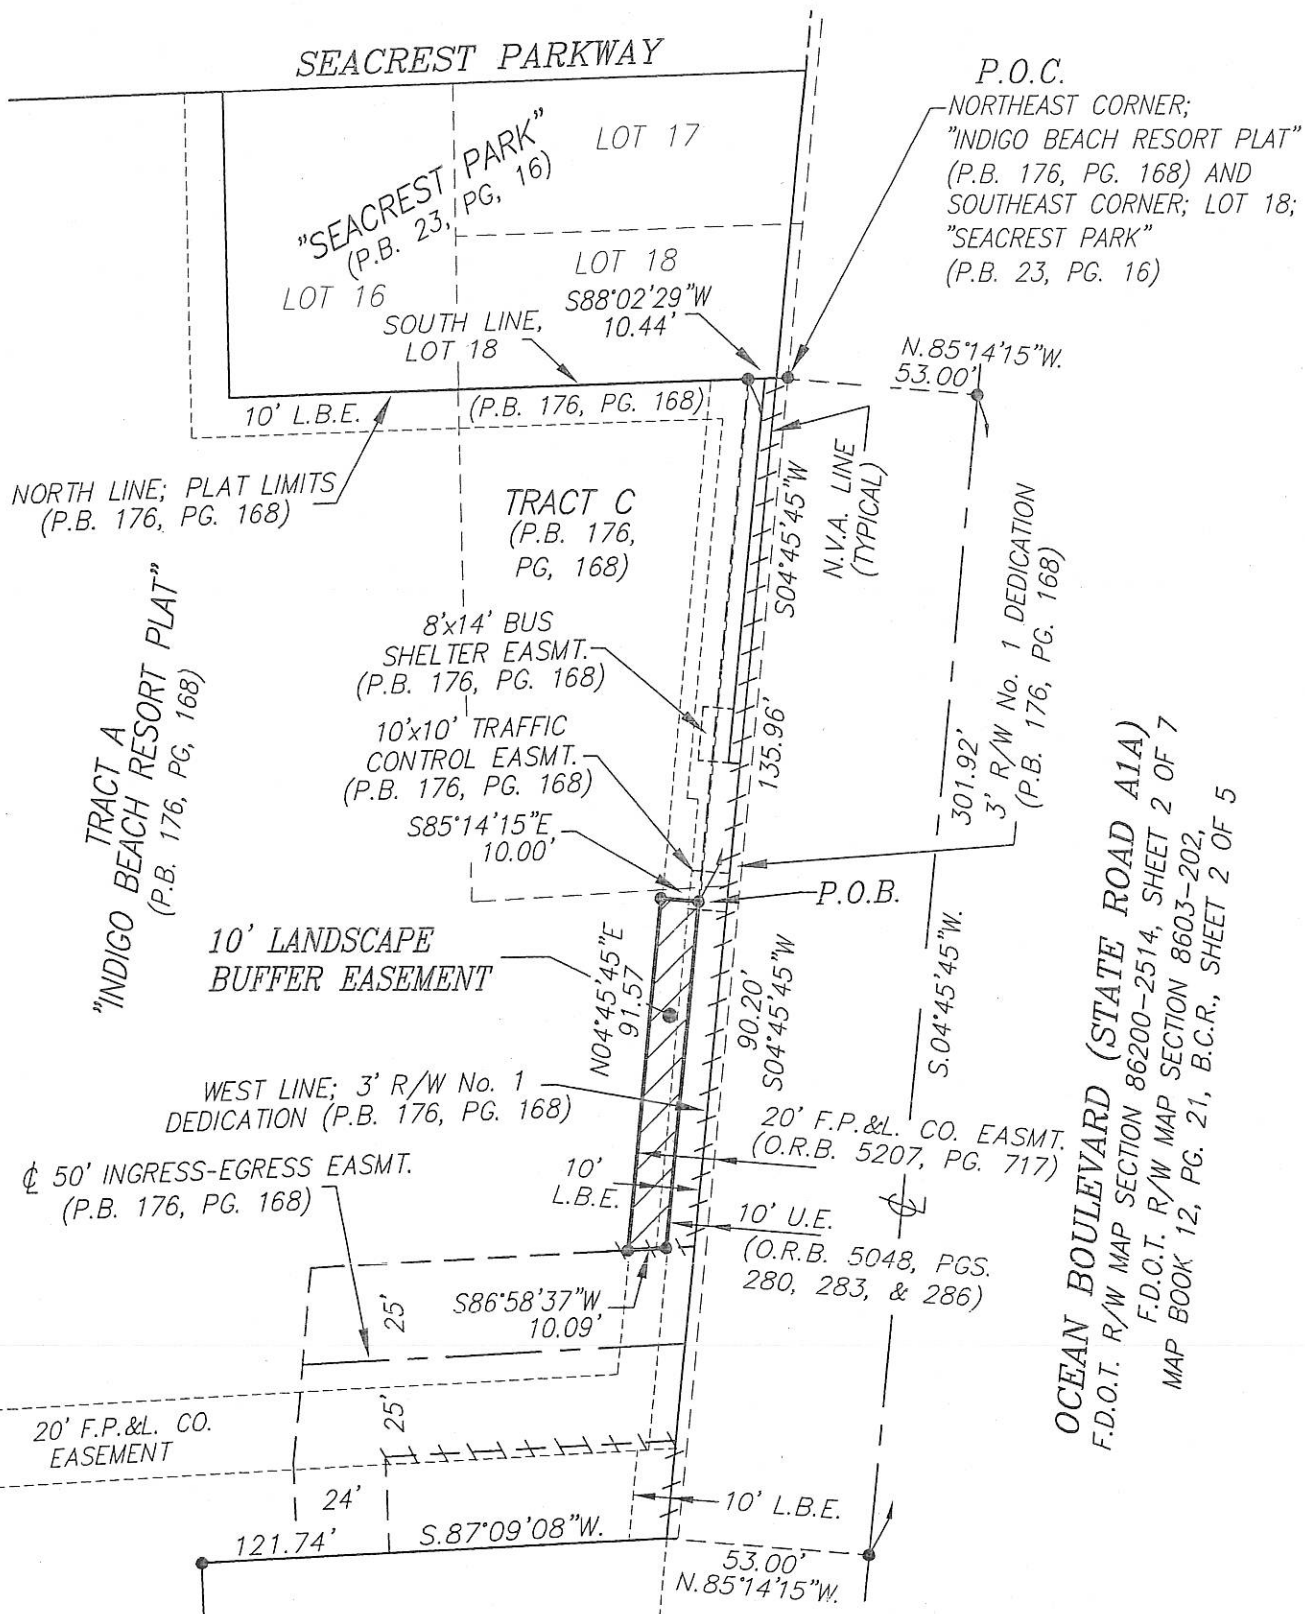 SEACREST PARKWAY
P.O.C.
NORTHEAST CORNER;
"INDIGO BEACH RESORT PLAT"
(P.B. 176, PG. 168) AND
SOUTHEAST CORNER; LOT 18;
"SEACREST PARK"
(P.B. 23, PG. 16)
LOT 17
"SEACREST PARK"
(P.B. 23, PG, 16)
LOT 18
LOT 16
S88°02'29"W
10.44'
SOUTH LINE,
LOT 18
N.85°14'15"W.
53.00'
10' L.B.E.
(P.B. 176, PG. 168)
NORTH LINE; PLAT LIMITS
(P.B. 176, PG. 168)
TRACT C
(P.B. 176,
PG, 168)
S04°45'45"W
N.V.A. LINE
(TYPICAL)
3' R/W No. 1 DEDICATION
(P.B. 176, PG. 168)
8'x14' BUS
SHELTER EASMT.
(P.B. 176, PG. 168)
TRACT A
"INDIGO BEACH RESORT PLAT"
(P.B. 176, PG, 168)
10'x10' TRAFFIC
CONTROL EASMT.
(P.B. 176, PG. 168)
135.96'
301.92'
S85°14'15"E
10.00'
P.O.B.
10' LANDSCAPE
BUFFER EASEMENT
N04°45'45"E
91.57
90.20'
S04°45'45"W
S.04°45'45"W.
OCEAN BOULEVARD (STATE ROAD A1A)
F.D.O.T. R/W MAP SECTION 86200-2514, SHEET 2 OF 7
F.D.O.T. R/W MAP SECTION 8603-202,
MAP BOOK 12, PG. 21, B.C.R., SHEET 2 OF 5
WEST LINE; 3' R/W No. 1
DEDICATION (P.B. 176, PG. 168)
20' F.P.&L. CO. EASMT.
(O.R.B. 5207, PG. 717)
℄ 50' INGRESS-EGRESS EASMT.
(P.B. 176, PG. 168)
10'
L.B.E.
℄
10' U.E.
(O.R.B. 5048, PGS.
280, 283, & 286)
S86°58'37"W
10.09'
25'
25'
20' F.P.&L. CO.
EASEMENT
24'
10' L.B.E.
121.74'
S.87°09'08"W.
53.00'
N.85°14'15"W.